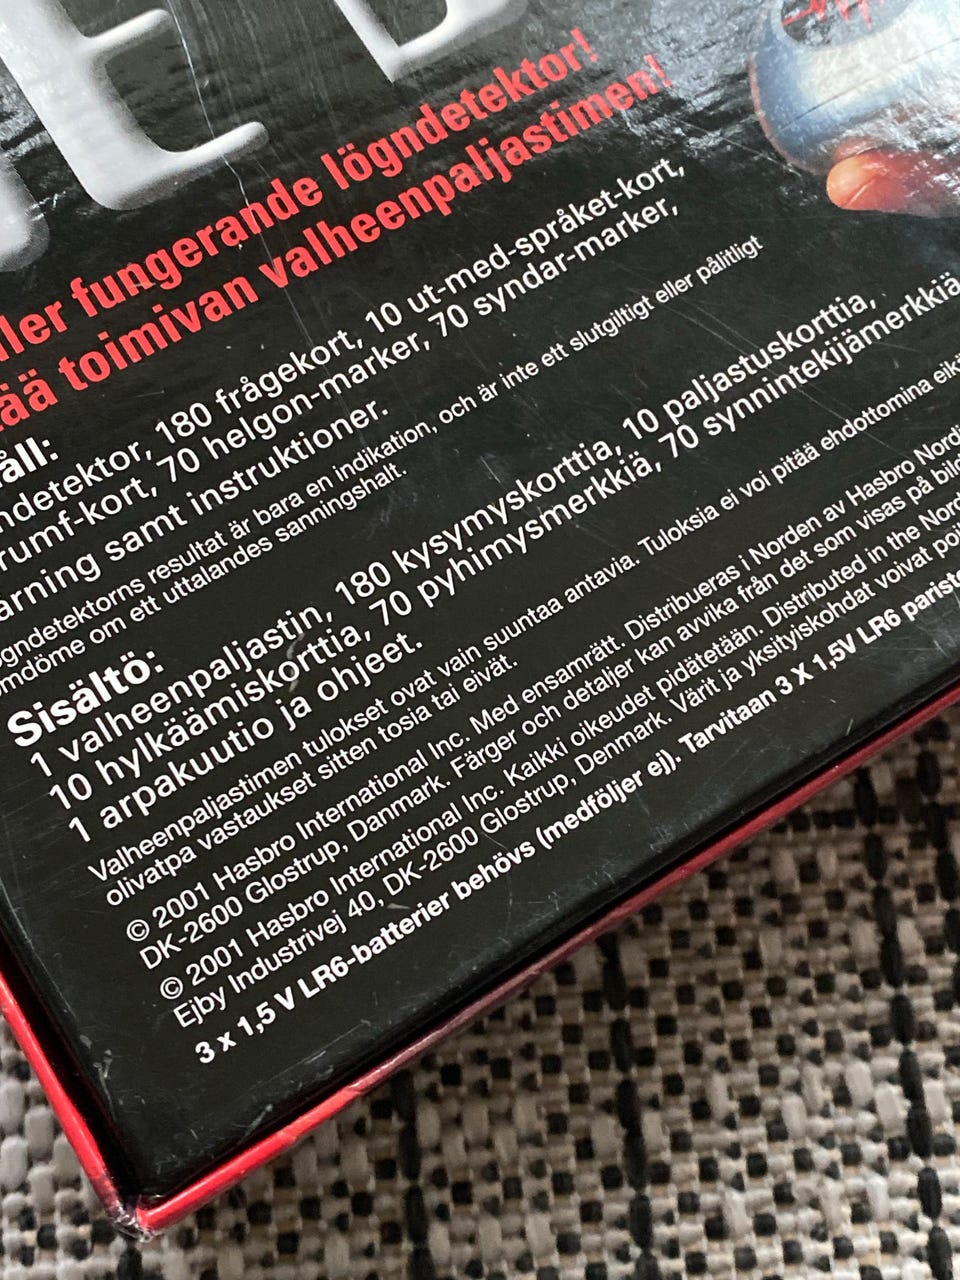 ller fungerande lögndetektor!
ää toimivan valheenpaljastimen!
åll:
ndetektor, 180 frågekort, 10 ut-med-språket-kort,
rumf-kort, 70 helgon-marker, 70 syndar-marker,
arning samt instruktioner.
ögndetektorns resultat är bara en indikation, och är inte ett slutgiltigt eller pålitligt
omdöme om ett uttalandes sanningshalt.
Sisältö:
1 valheenpaljastin, 180 kysymyskorttia, 10 paljastuskorttia,
10 hylkäämiskorttia, 70 pyhimysmerkkiä, 70 synnintekijämerkkiä
1 arpakuutio ja ohjeet.
Valheenpaljastimen tulokset ovat vain suuntaa antavia. Tuloksia ei voi pitää ehdottomina eikä
olivatpa vastaukset sitten tosia tai eivät.
© 2001 Hasbro International Inc. Med ensamrätt. Distribueras i Norden av Hasbro Nordi
DK-2600 Glostrup, Danmark. Färger och detaljer kan avvika från det som visas på bild
© 2001 Hasbro International Inc. Kaikki oikeudet pidätetään. Distributed in the Nord
Ejby Industrivej 40, DK-2600 Glostrup, Denmark. Värit ja yksityiskohdat voivat poi
3 x 1,5 V LR6-batterier behövs (medföljer ej). Tarvitaan 3 X 1,5V LR6 paristo